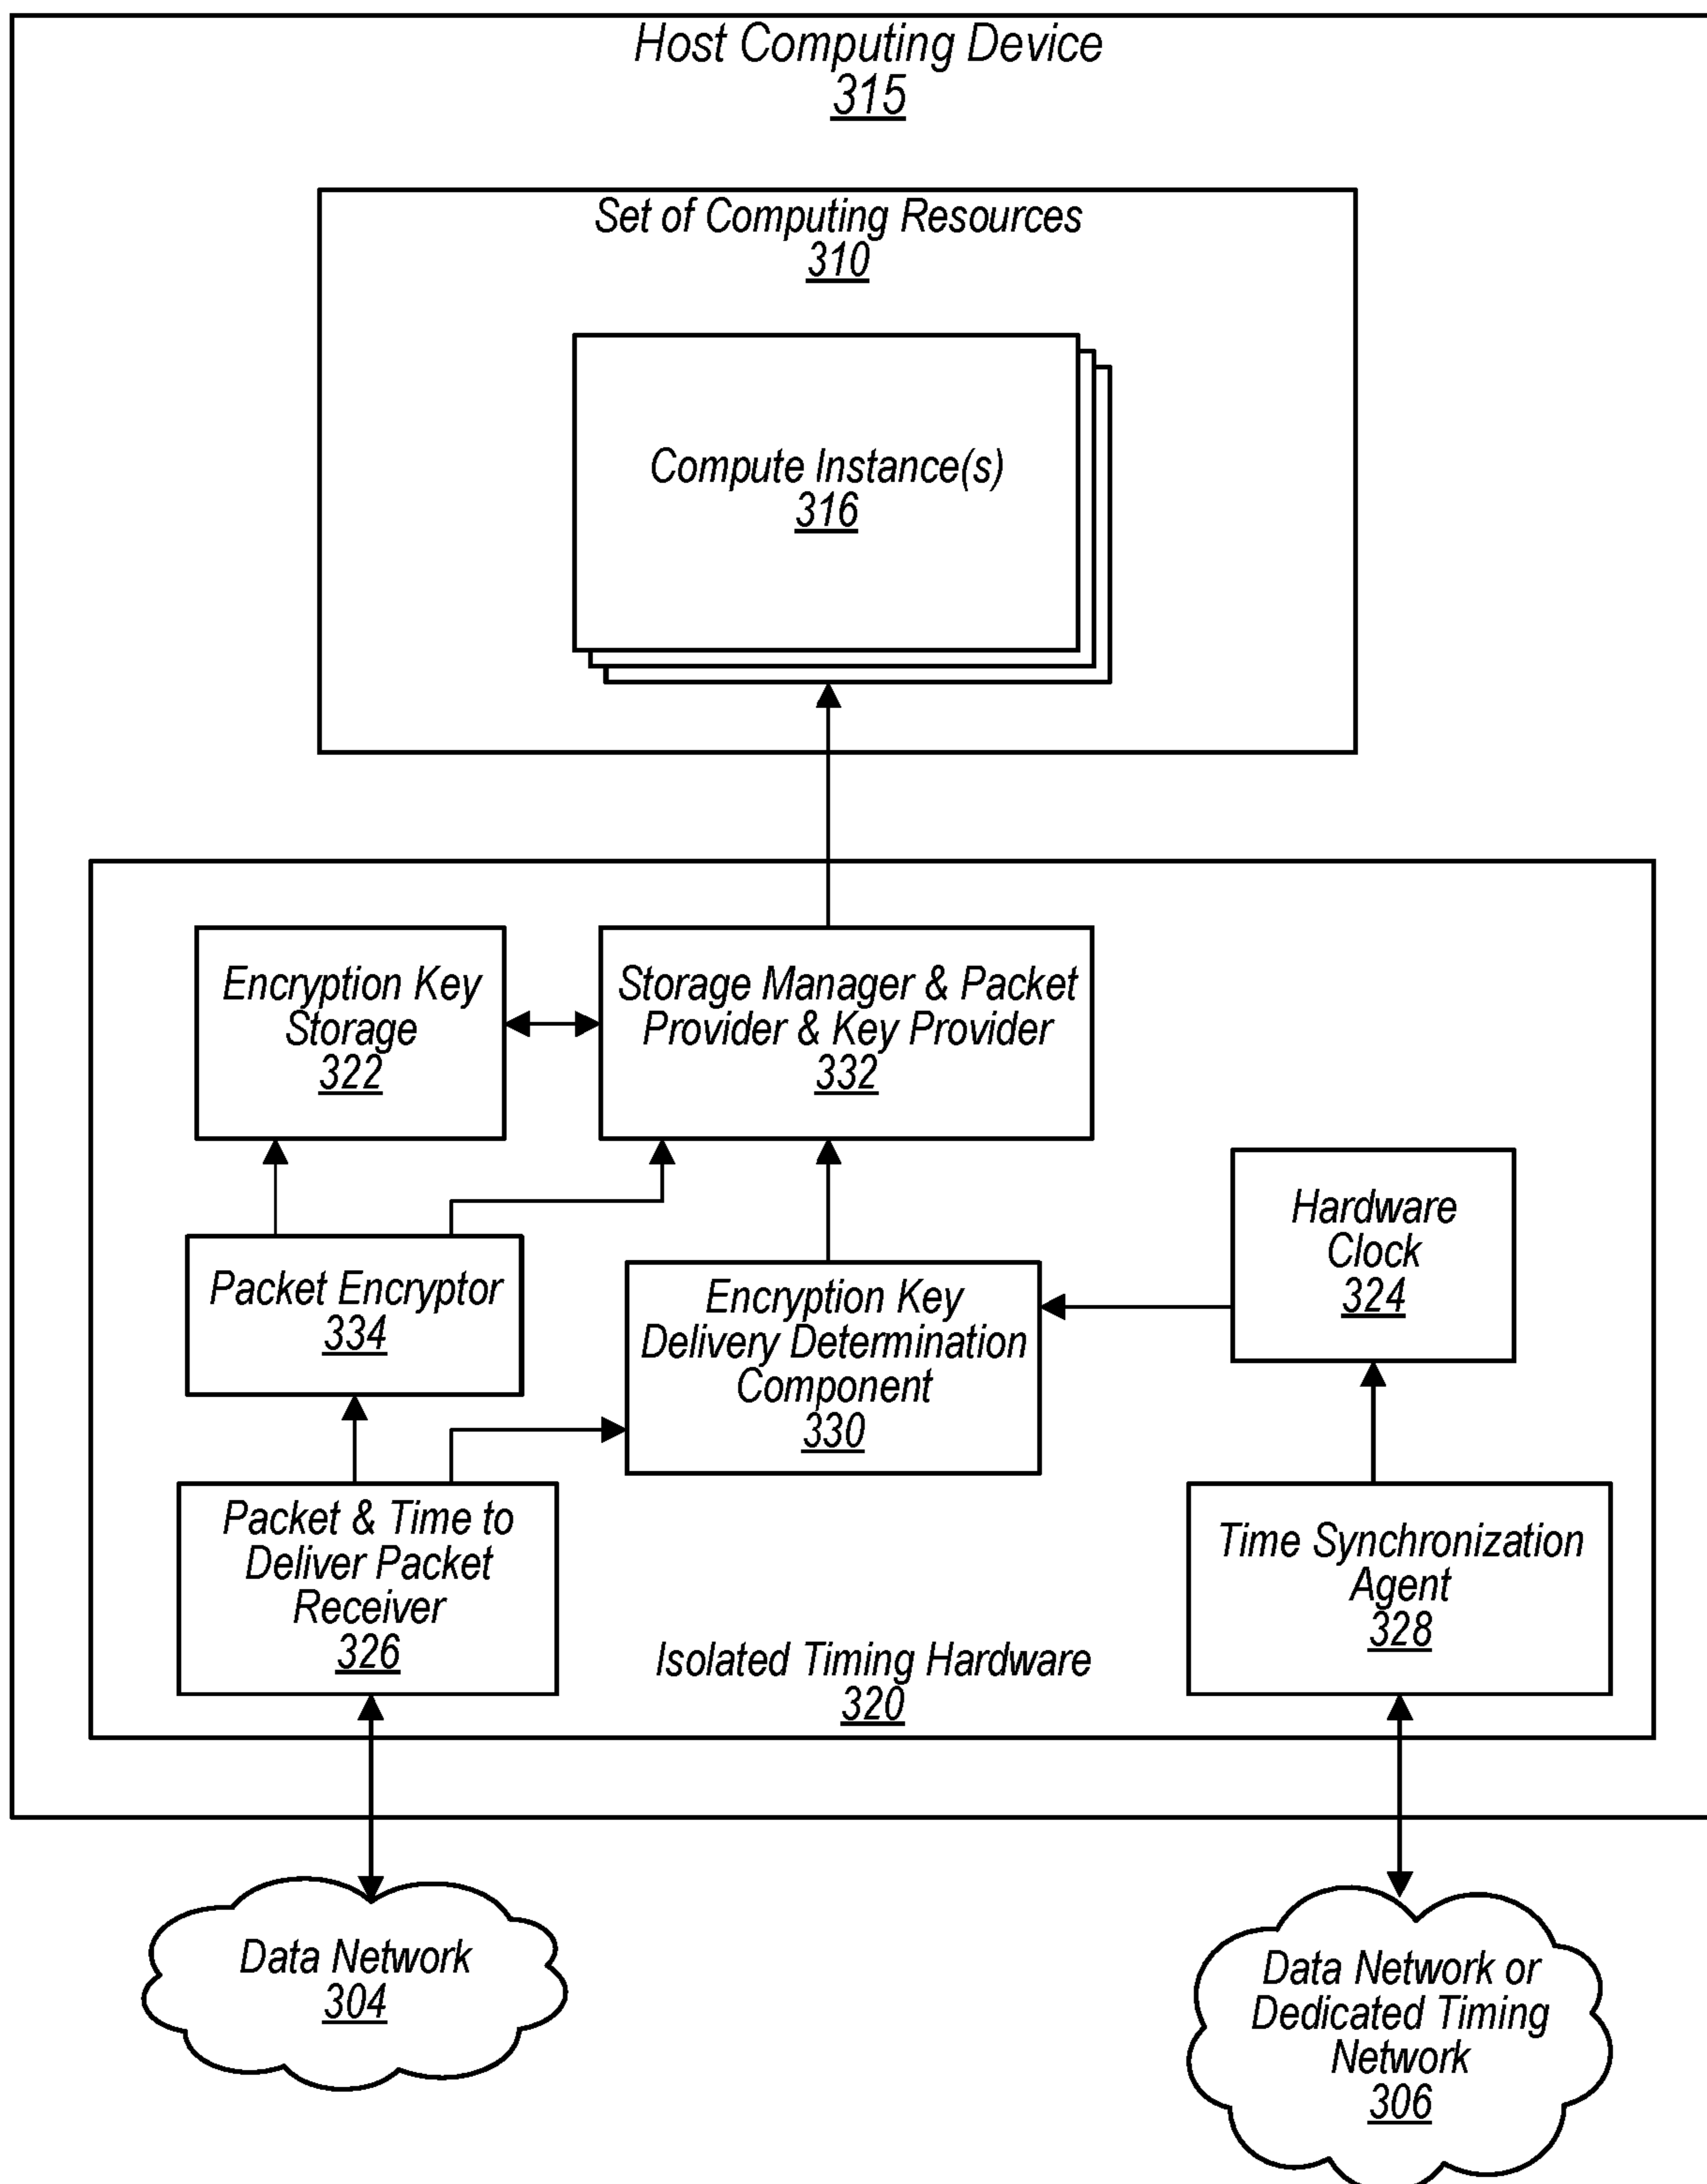 Host Computing Device
315
Set of Computing Resources
310
Compute Instance(s)
316
Encryption Key
Storage
322
Storage Manager & Packet
Provider & Key Provider
332
Hardware
Clock
324
Packet Encryptor
334
Encryption Key
Delivery Determination
Component
330
Packet & Time to
Deliver Packet
Receiver
326
Time Synchronization
Agent
328
Isolated Timing Hardware
320
Data Network
304
Data Network or
Dedicated Timing
Network
306